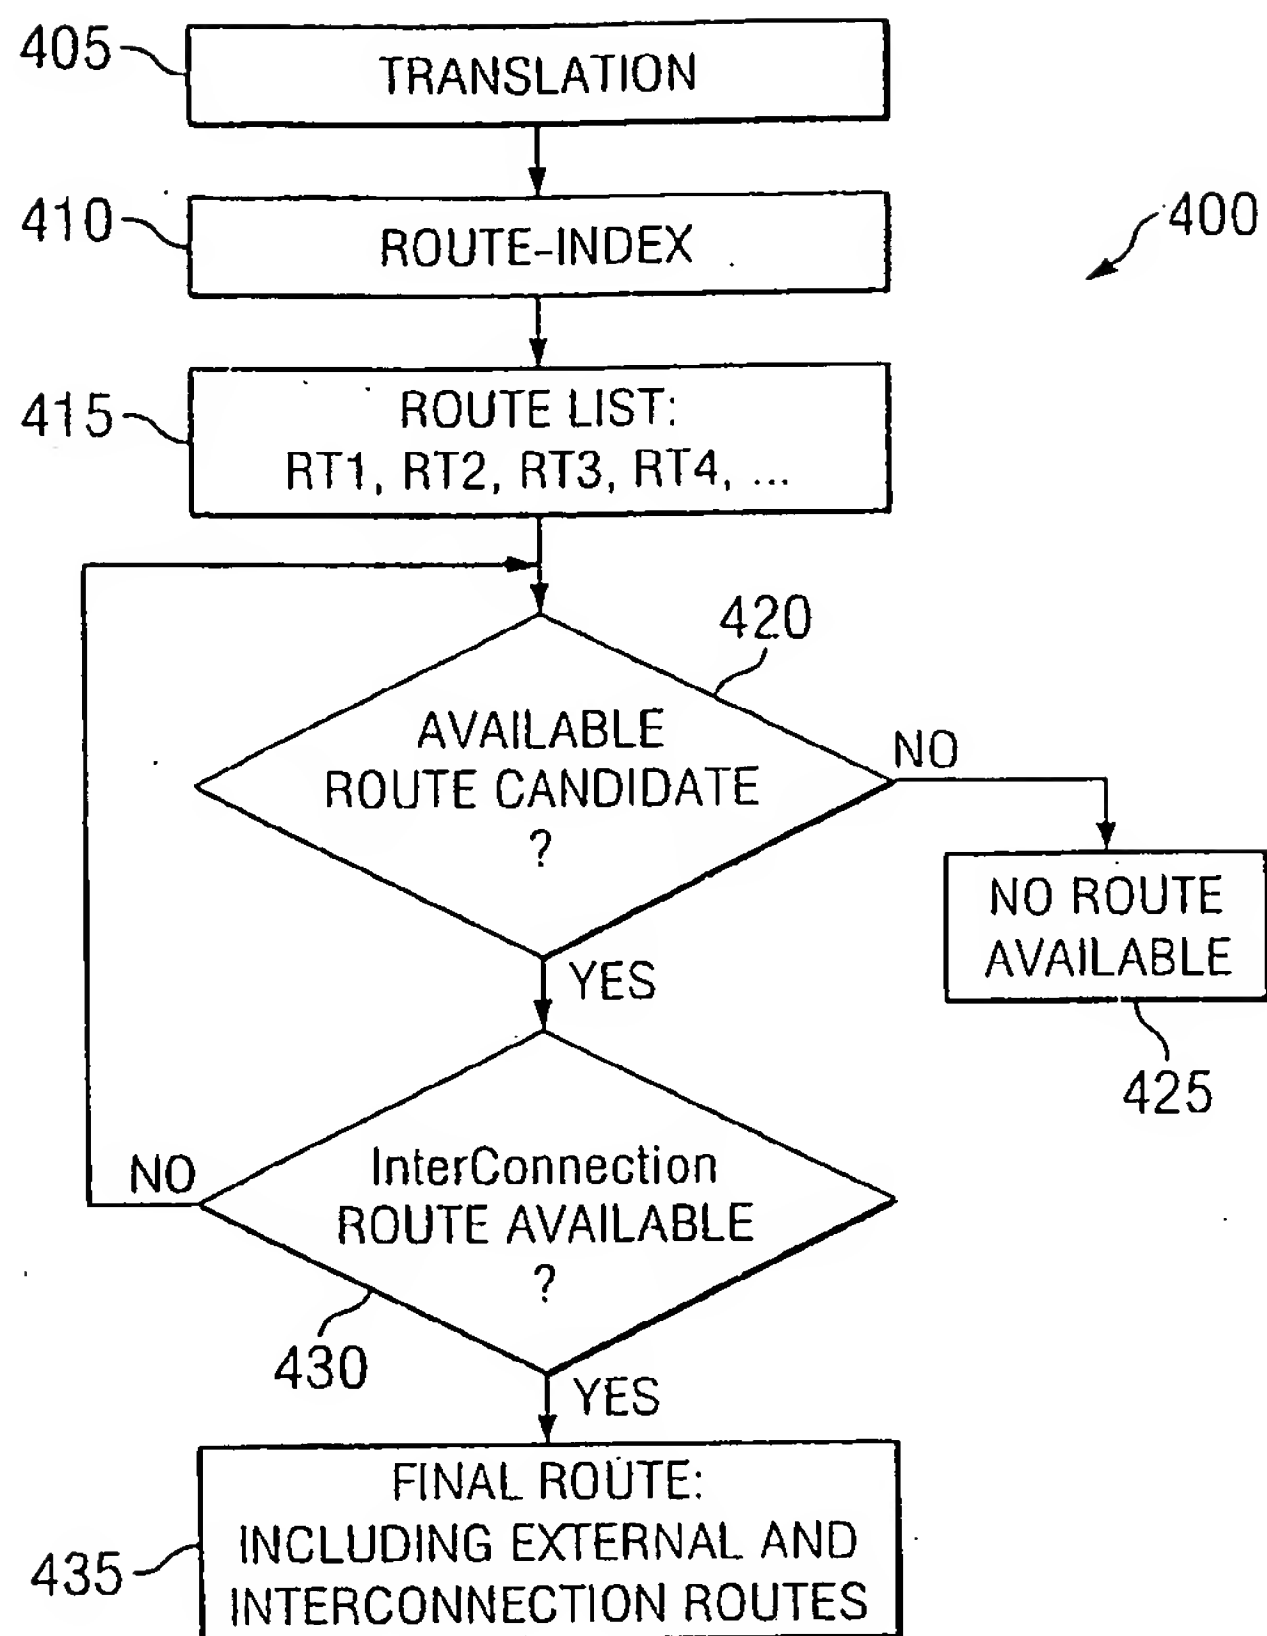 405
TRANSLATION
410
ROUTE-INDEX
400
415
ROUTE LIST:
RT1, RT2, RT3, RT4, ...
420
AVAILABLE
ROUTE CANDIDATE
?
NO
NO ROUTE
AVAILABLE
425
YES
InterConnection
ROUTE AVAILABLE
?
NO
430
YES
435
FINAL ROUTE:
INCLUDING EXTERNAL AND
INTERCONNECTION ROUTES